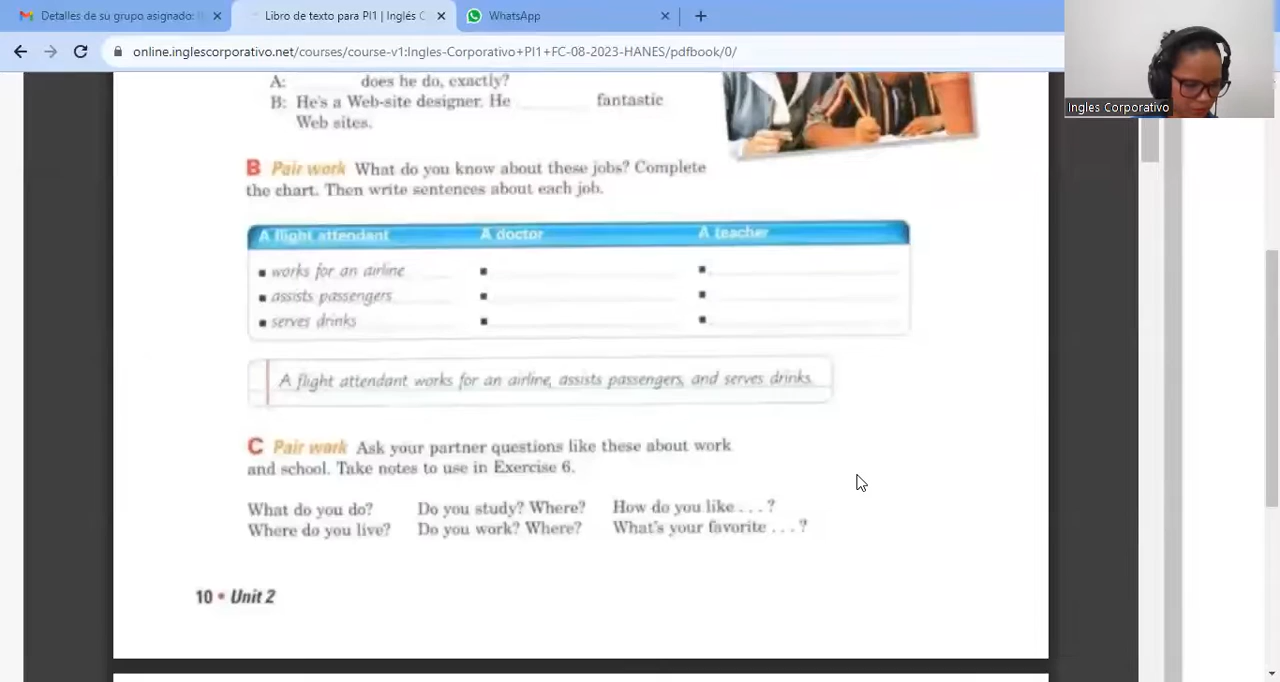 Detalles de su grupo asignado: 
Libro de texto para PI1 | Inglés C
WhatsApp
online.inglescorporativo.net/courses/course-v1:Ingles-Corporativo+PI1+FC-08-2023-HANES/pdfbook/0/
Ingles Corporativo
A: ______ does he do, exactly?
B: He's a Web-site designer. He ______ fantastic
Web sites.
B Pair work What do you know about these jobs? Complete
the chart. Then write sentences about each job.
A flight attendant A doctor A teacher
works for an airline
assists passengers
serves drinks
A flight attendant works for an airline, assists passengers, and serves drinks.
C Pair work Ask your partner questions like these about work
and school. Take notes to use in Exercise 6.
What do you do? Do you study? Where? How do you like . . . ?
Where do you live? Do you work? Where? What's your favorite . . . ?
10 • Unit 2